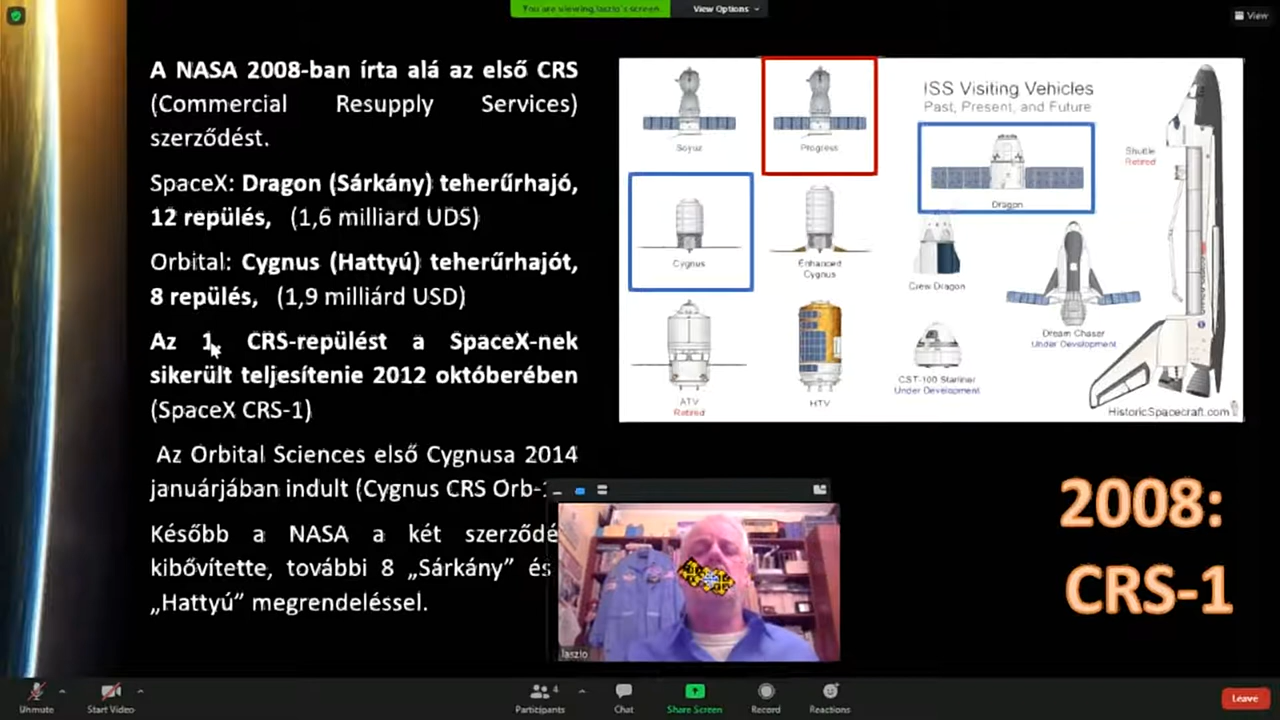 You are viewing laszlo's screen
View Options
View
A NASA 2008-ban írta alá az első CRS
(Commercial Resupply Services)
szerződést.
SpaceX: Dragon (Sárkány) teherűrhajó,
12 repülés, (1,6 milliard UDS)
Orbital: Cygnus (Hattyú) teherűrhajót,
8 repülés, (1,9 milliárd USD)
Az 1. CRS-repülést a SpaceX-nek
sikerült teljesítenie 2012 októberében
(SpaceX CRS-1)
Az Orbital Sciences első Cygnusa 2014
januárjában indult (Cygnus CRS Orb-1
Később a NASA a két
kibővítette, további 8 „Sárkány”
„Hattyú” megrendeléssel.
ISS Visiting Vehicles
Past, Present, and Future
Soyuz
Progress
Shuttle
Retired
Dragon
Cygnus
Enhanced
Cygnus
Crew Dragon
Dream Chaser
Under Development
CST-100 Starliner
Under Development
ATV
Retired
HTV
HistoricSpacecraft.com
2008:
CRS-1
laszlo
Unmute
Start Video
Participants
4
Chat
Share Screen
Record
Reactions
Leave